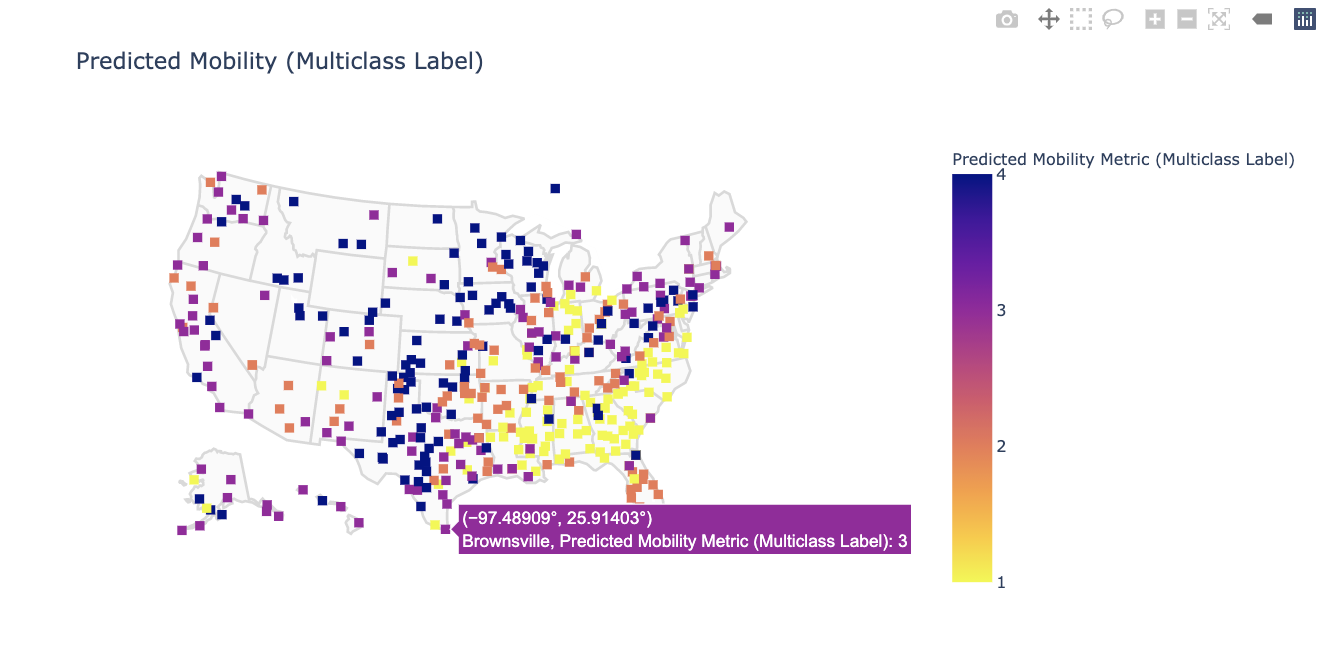 Predicted Mobility (Multiclass Label)
Predicted Mobility Metric (Multiclass Label)
4
3
2
1
(−97.48909°, 25.91403°)
Brownsville, Predicted Mobility Metric (Multiclass Label): 3